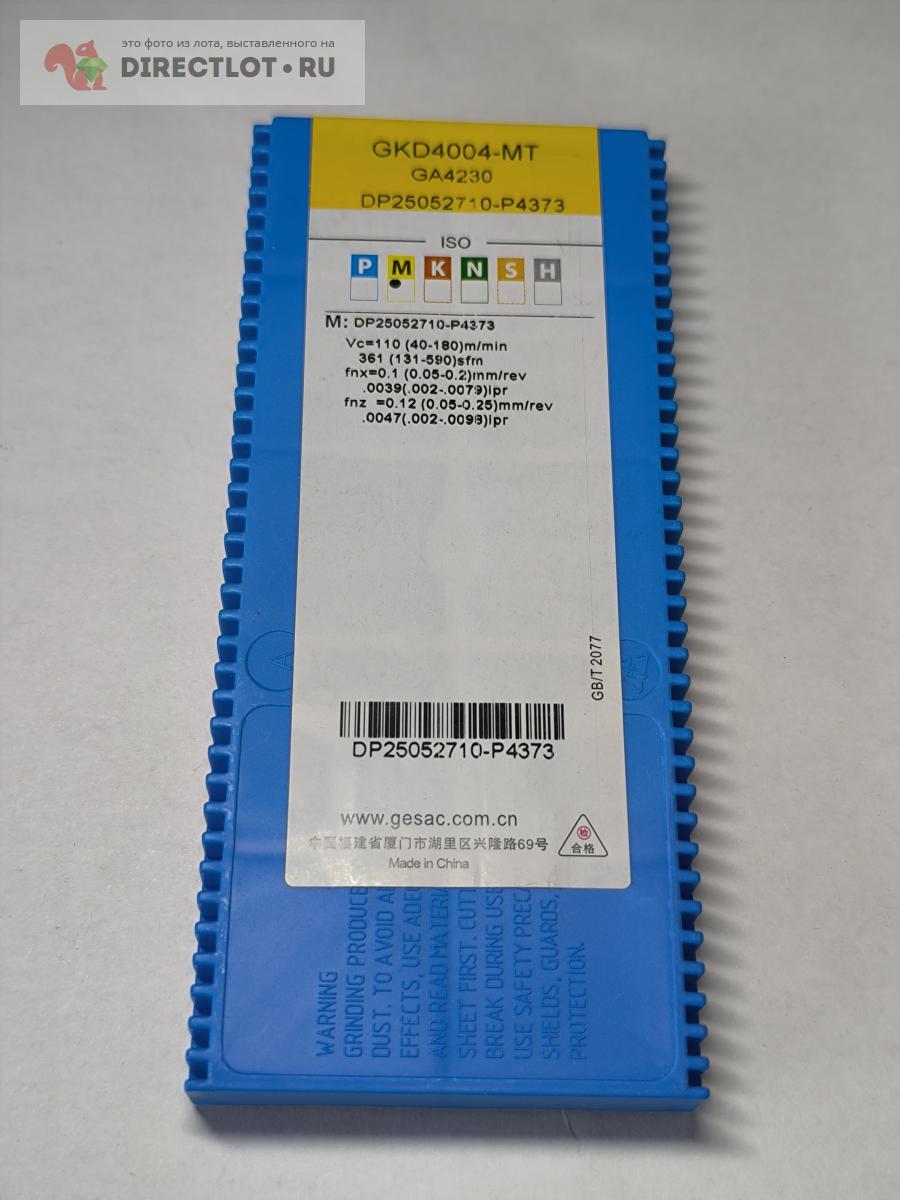 это фото из лота, выставленного на
DIRECTLOT.RU
GKD4004-MT
GA4230
DP25052710-P4373
ISO
P M K N S H
M: DP25052710-P4373
Vc=110 (40-180)m/min
361 (131-590)sfm
fnx=0.1 (0.05-0.2)mm/rev
.0039(.002-.0079)ipr
fnz =0.12 (0.05-0.25)mm/rev
.0047(.002-.0098)ipr
GB/T 2077
DP25052710-P4373
www.gesac.com.cn
中国福建省厦门市湖里区兴隆路69号
Made in China
检
合格
WARNING
GRINDING PRODUCE
DUST. TO AVOID
EFFECTS, USE
AND READ MATERIA
SHEET FIRST. CUTT
BREAK DURING USE
USE SAFETY PREC
SHIELDS, GUARDS,
PROTECTION.